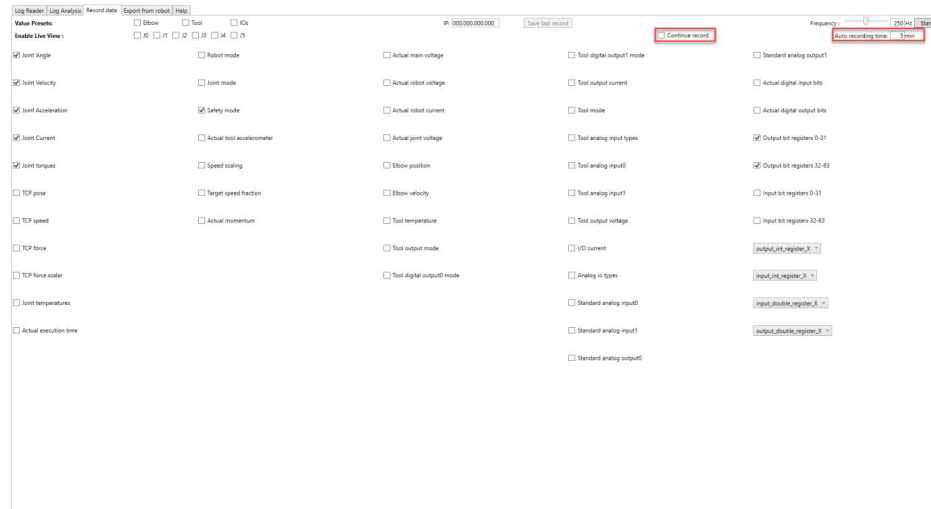 Log Reader Log Analysis Record data Export from robot Help
Value Presets: Elbow Tool IOs IP: 000.000.000.000 Save last record Frequency: 250 Hz Star
Enable Live View : J0 J1 J2 J3 J4 J5 Continue record Auto recording time: 5 min
Joint Angle Robot mode Actual main voltage Tool digital output1 mode Standard analog output1
Joint Velocity Joint mode Actual robot voltage Tool output current Actual digital input bits
Joint Acceleration Safety mode Actual robot current Tool mode Actual digital output bits
Joint Current Actual tool accelerometer Actual joint voltage Tool analog input types Output bit registers 0-31
Joint torques Speed scaling Elbow position Tool analog input0 Output bit registers 32-63
TCP pose Target speed fraction Elbow velocity Tool analog input1 Input bit registers 0-31
TCP speed Actual momentum Tool temperature Tool output voltage Input bit registers 32-63
TCP force Tool output mode I/O current output_int_register_X
TCP force scalar Tool digital output0 mode Analog io types input_int_register_X
Joint temperatures Standard analog input0 input_double_register_X
Actual execution time Standard analog input1 output_double_register_X
Standard analog output0